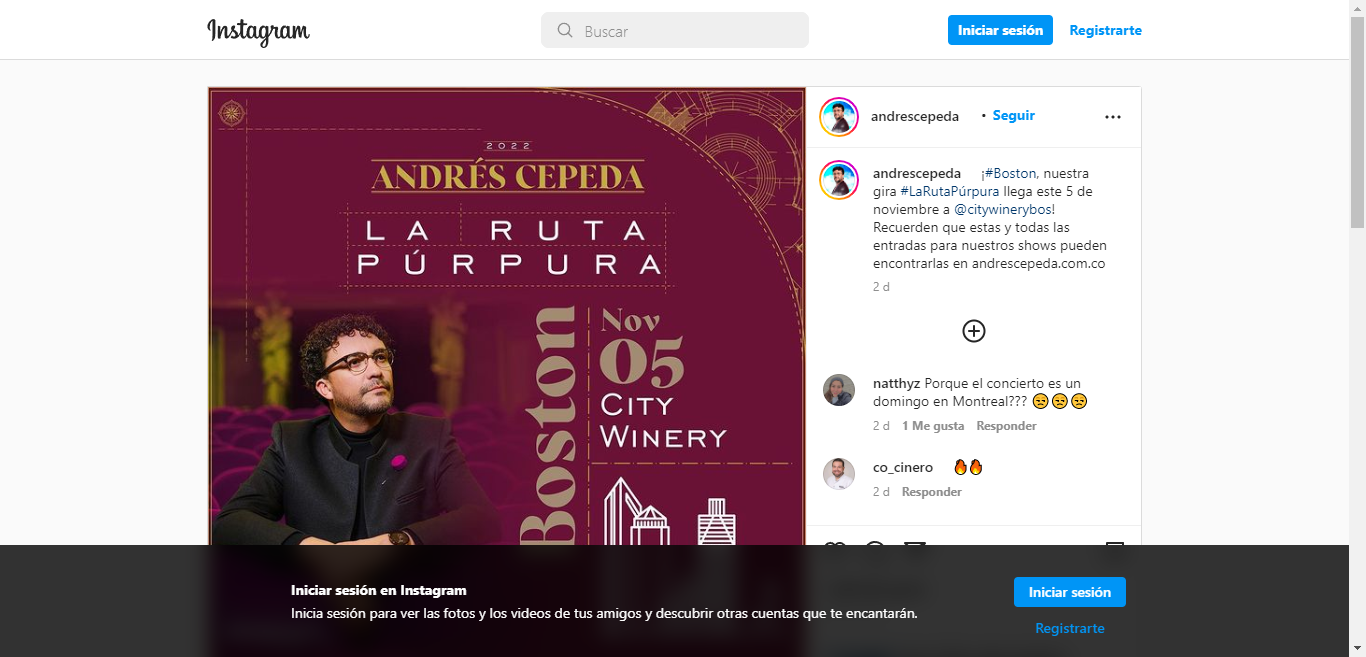 Instagram
Buscar
Iniciar sesión
Registrarte
2022
ANDRÉS CEPEDA
LA RUTA
PÚRPURA
Boston
Nov
05
CITY
WINERY
andrescepeda • Seguir
andrescepeda ¡#Boston, nuestra
gira #LaRutaPúrpura llega este 5 de
noviembre a @citywinerybos!
Recuerden que estas y todas las
entradas para nuestros shows pueden
encontrarlas en andrescepeda.com.co
2 d
natthyz Porque el concierto es un
domingo en Montreal??? 😒😒😒
2 d 1 Me gusta Responder
co_cinero 🔥🔥
2 d Responder
Iniciar sesión en Instagram
Inicia sesión para ver las fotos y los videos de tus amigos y descubrir otras cuentas que te encantarán.
Iniciar sesión
Registrarte